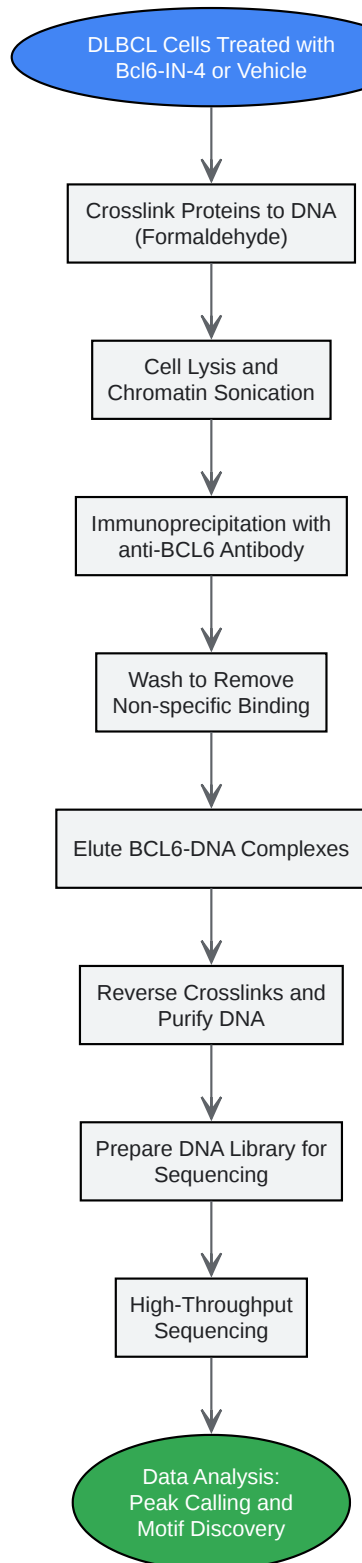 DLBCL Cells Treated with
Bcl6-IN-4 or Vehicle
Crosslink Proteins to DNA
(Formaldehyde)
Cell Lysis and
Chromatin Sonication
Immunoprecipitation with
anti-BCL6 Antibody
Wash to Remove
Non-specific Binding
Elute BCL6-DNA Complexes
Reverse Crosslinks and
Purify DNA
Prepare DNA Library for
Sequencing
High-Throughput
Sequencing
Data Analysis:
Peak Calling and
Motif Discovery